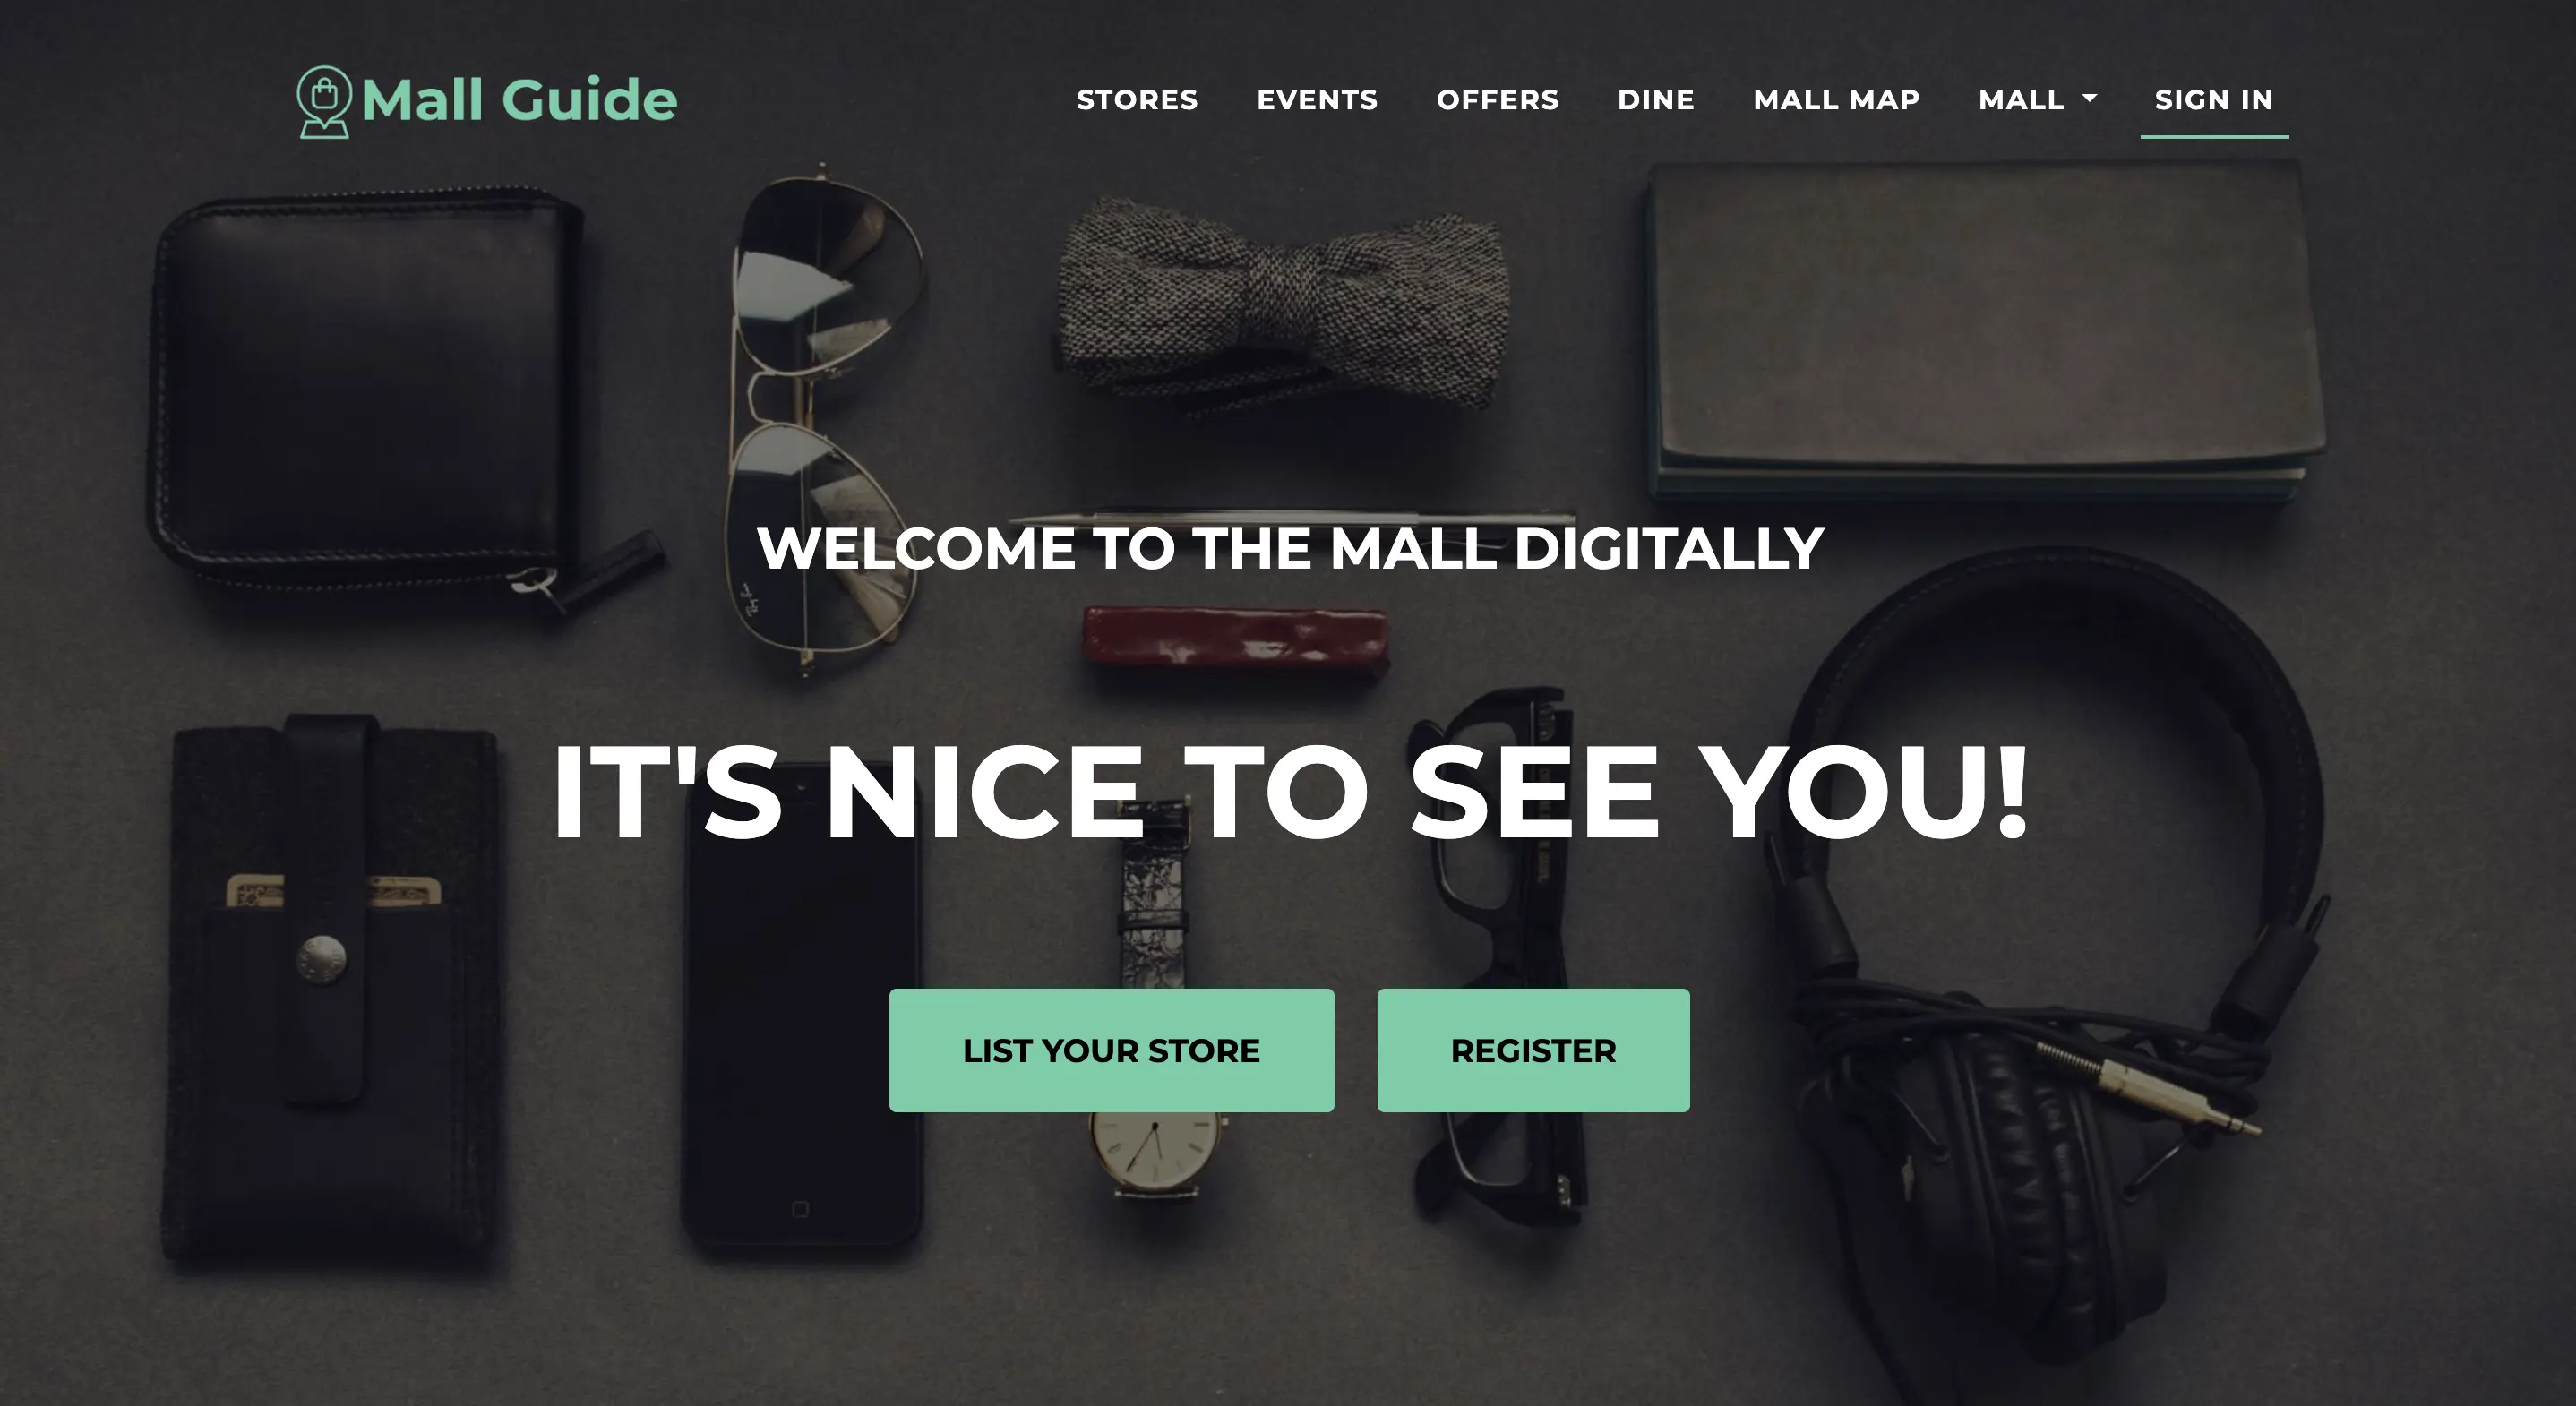 Mall Guide
STORES EVENTS OFFERS DINE MALL MAP MALL SIGN IN
WELCOME TO THE MALL DIGITALLY
IT'S NICE TO SEE YOU!
LIST YOUR STORE REGISTER